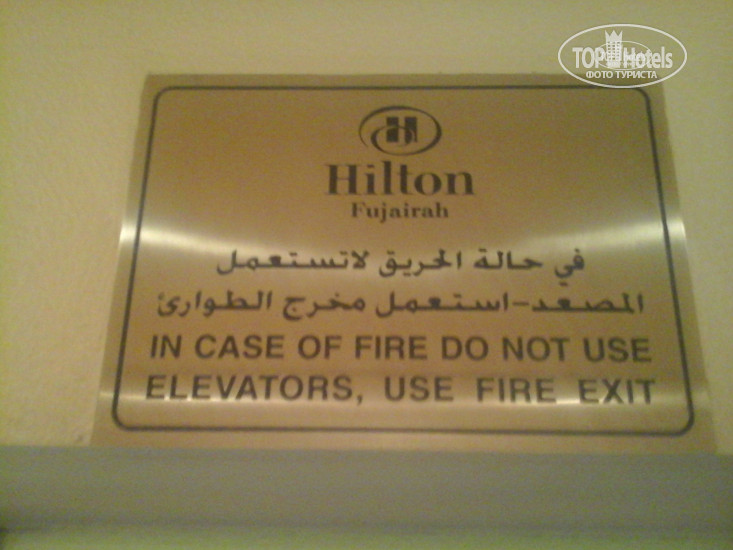 TOP Hotels
ФОТО ТУРИСТА
Hilton
Fujairah
في حالة الحريق لاتستعمل
المصعد-استعمل مخرج الطوارئ
IN CASE OF FIRE DO NOT USE
ELEVATORS, USE FIRE EXIT